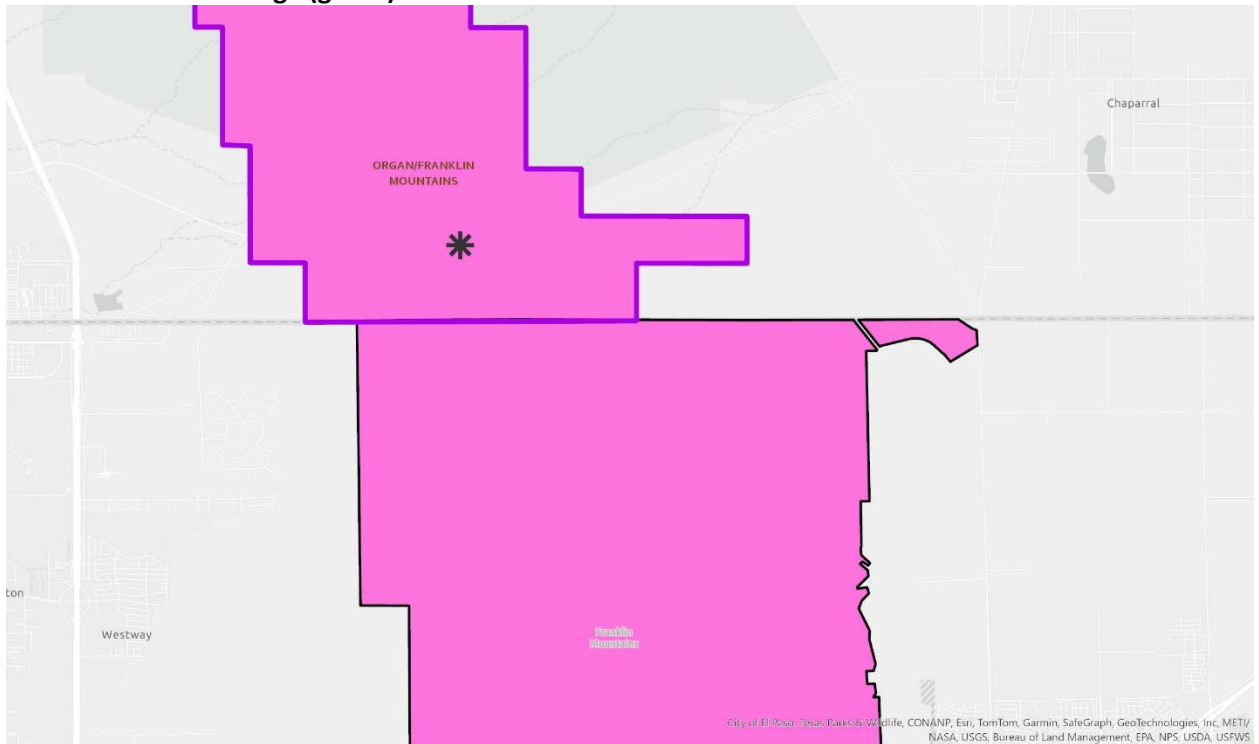 Chaparral
ORGAN/FRANKLIN
MOUNTAINS
ton
Westway
Franklin
Mountains
City of El Paso, Texas Parks & Wildlife, CONANP, Esri, TomTom, Garmin, SafeGraph, GeoTechnologies, Inc, METI/
NASA, USGS, Bureau of Land Management, EPA, NPS, USDA, USFWS